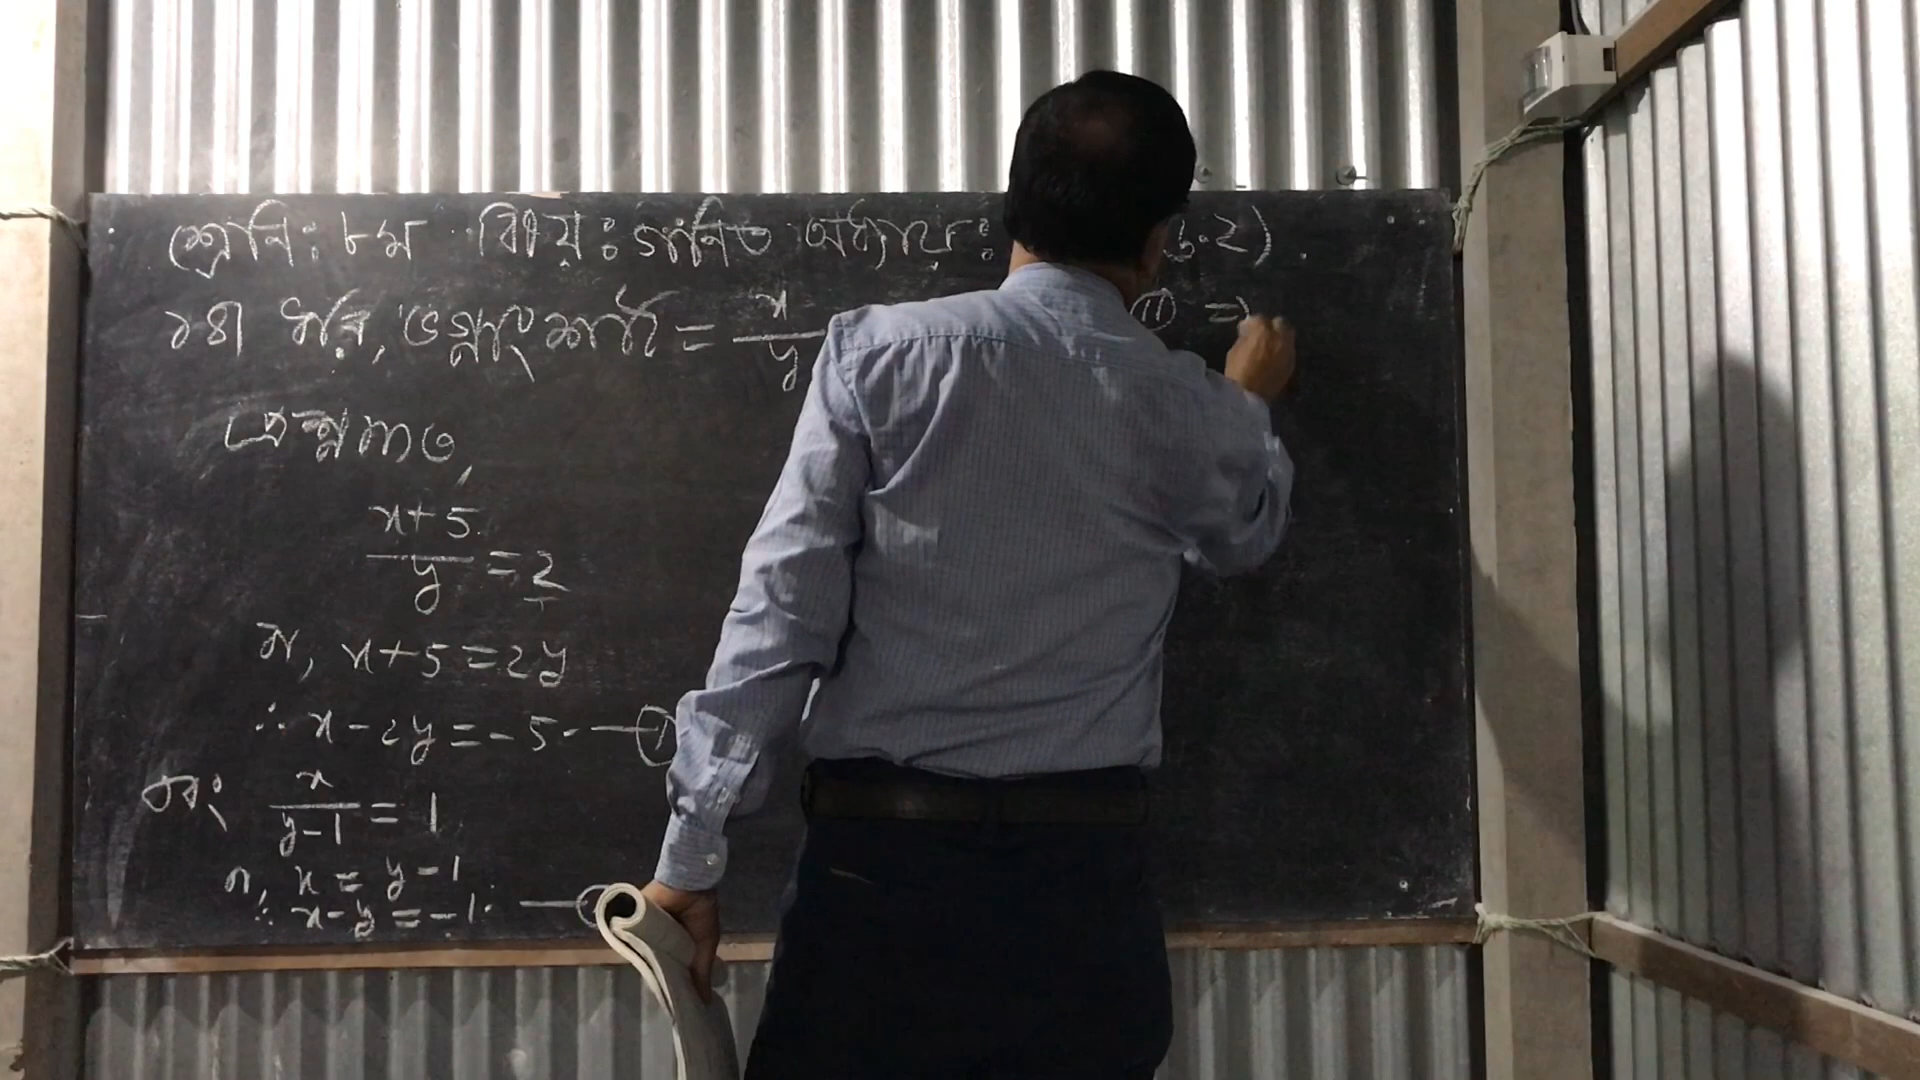 শ্রেণি: ৮ম বিষয়: গণিত অধ্যায়: ৬.২)
১৪। ধরি, ভগ্নাংশটি = x/y
(ii) =>
প্রশ্নমতে,
x+5/y = 2
বা, x+5=2y
∴ x-2y=-5 — (i)
এবং x/y-1 = 1
বা, x = y-1
∴ x-y=-1 —